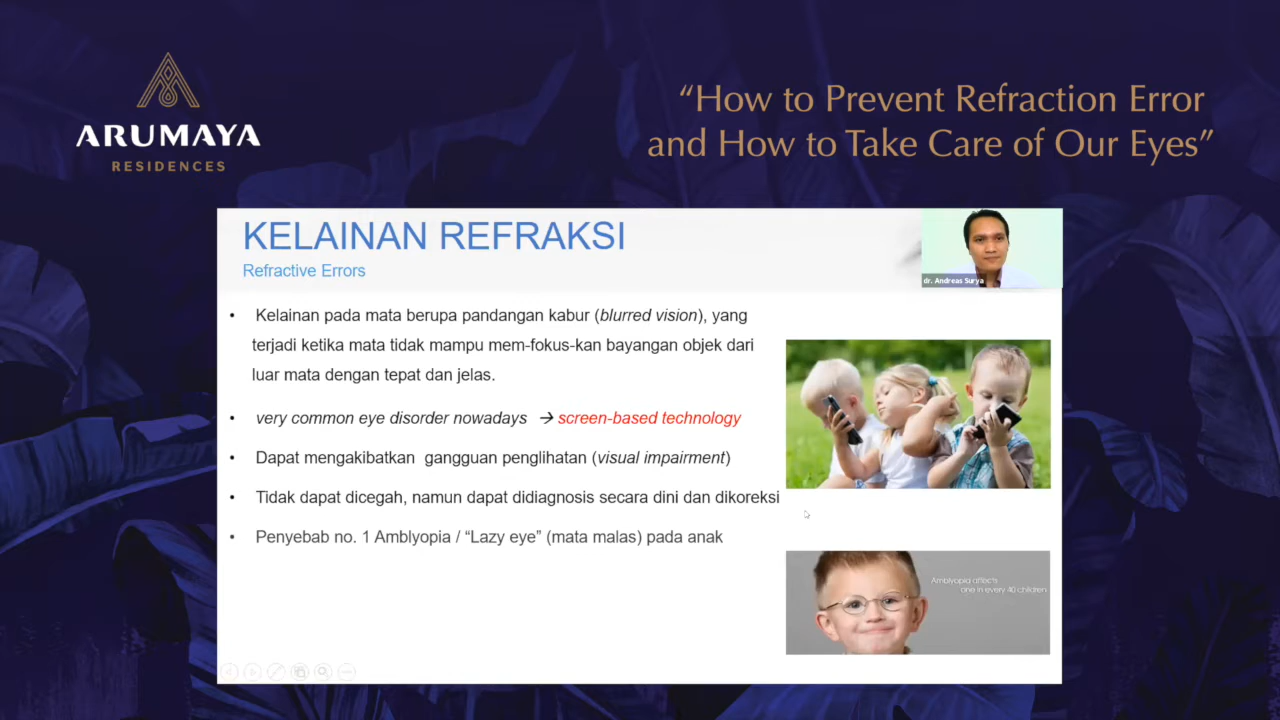 ARUMAYA
RESIDENCES
“How to Prevent Refraction Error
and How to Take Care of Our Eyes”
KELAINAN REFRAKSI
Refractive Errors
dr. Andreas Surya
• Kelainan pada mata berupa pandangan kabur (blurred vision), yang
terjadi ketika mata tidak mampu mem-fokus-kan bayangan objek dari
luar mata dengan tepat dan jelas.
• very common eye disorder nowadays → screen-based technology
• Dapat mengakibatkan gangguan penglihatan (visual impairment)
• Tidak dapat dicegah, namun dapat didiagnosis secara dini dan dikoreksi
• Penyebab no. 1 Amblyopia / “Lazy eye” (mata malas) pada anak
Amblyopia affects
one in every 40 children